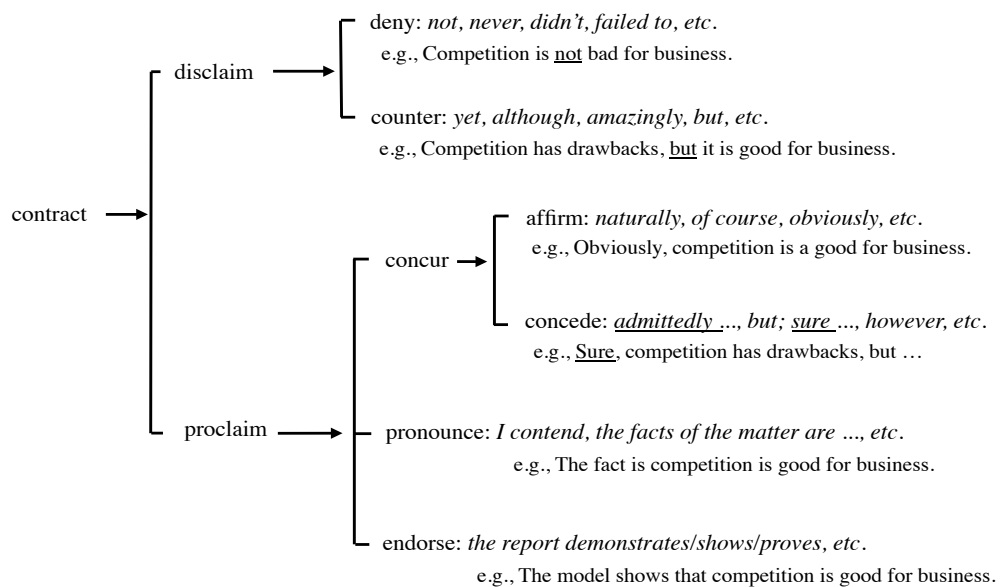 deny: not, never, didn't, failed to, etc.
e.g., Competition is not bad for business.
disclaim
counter: yet, although, amazingly, but, etc.
e.g., Competition has drawbacks, but it is good for business.
contract
affirm: naturally, of course, obviously, etc.
e.g., Obviously, competition is a good for business.
concur
concede: admittedly ..., but; sure ..., however, etc.
e.g., Sure, competition has drawbacks, but …
proclaim
pronounce: I contend, the facts of the matter are ..., etc.
e.g., The fact is competition is good for business.
endorse: the report demonstrates/shows/proves, etc.
e.g., The model shows that competition is good for business.